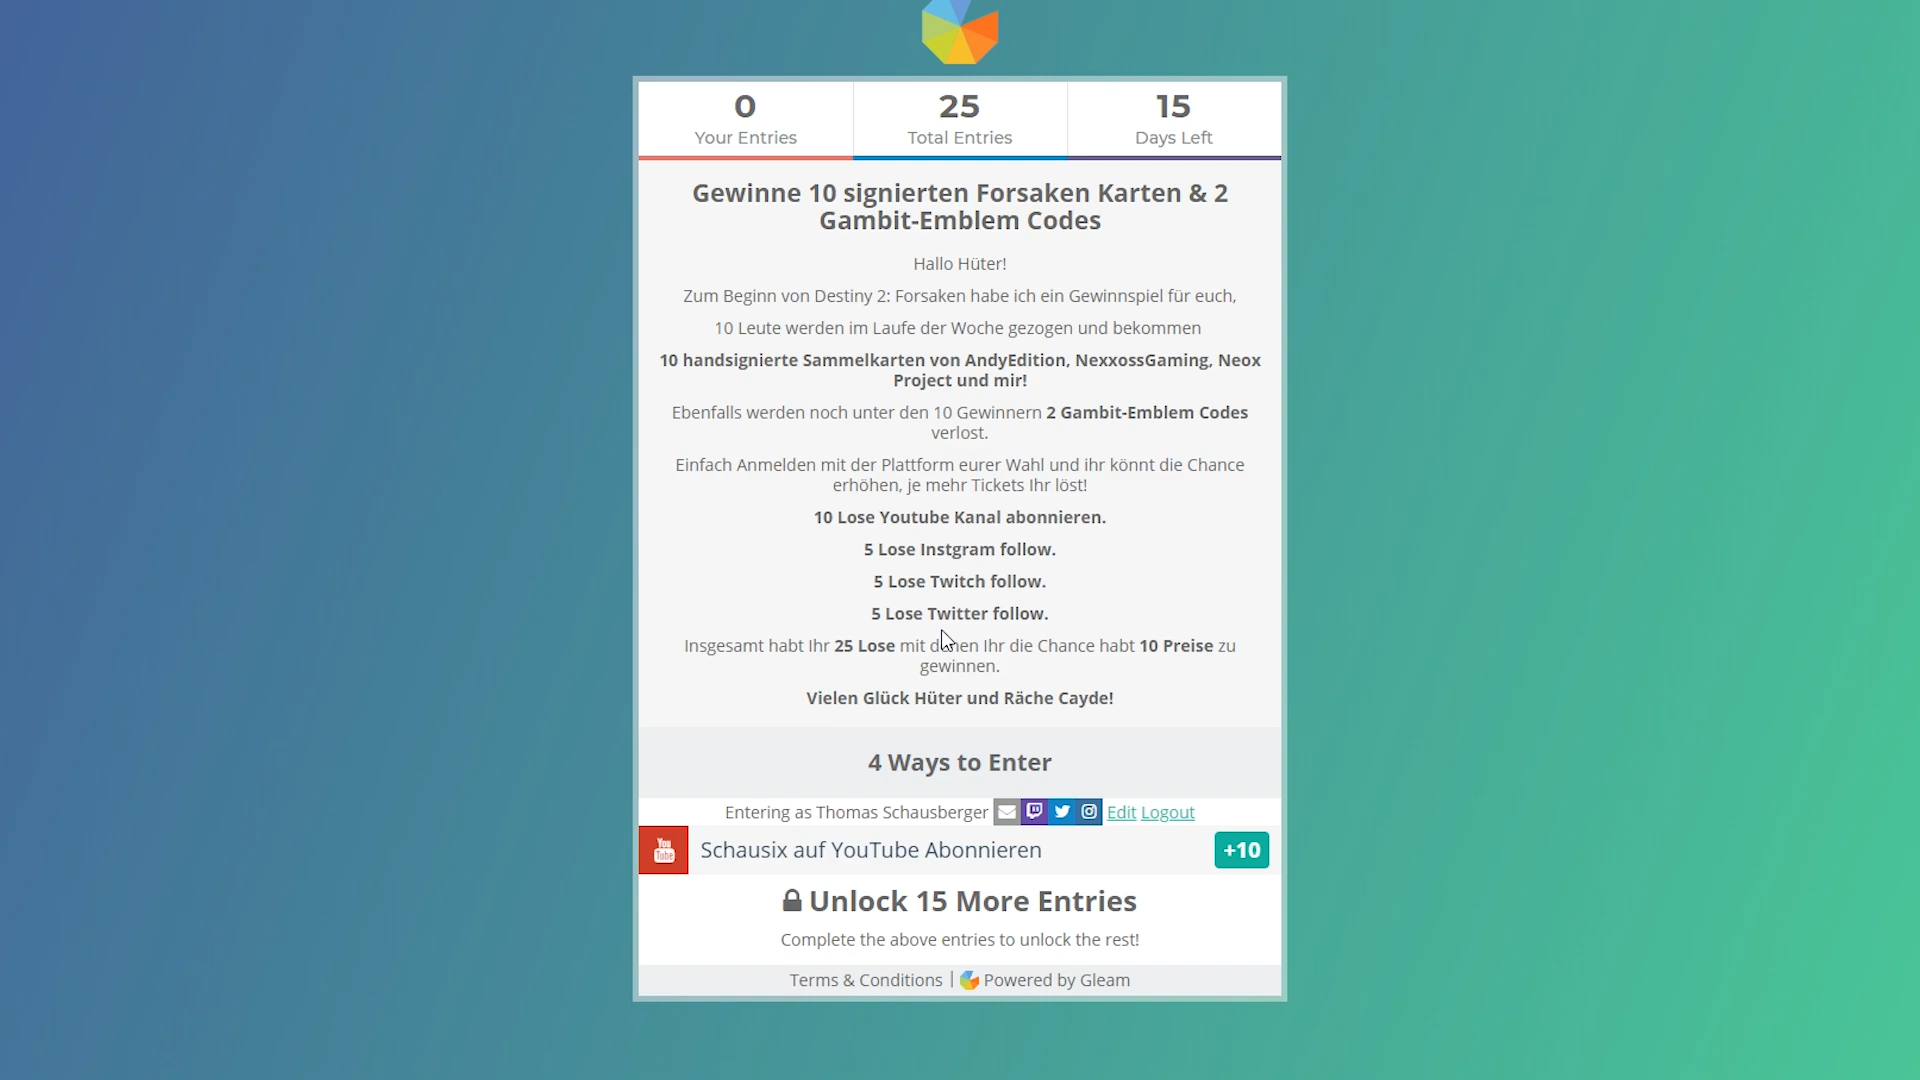 0
Your Entries
25
Total Entries
15
Days Left
Gewinne 10 signierten Forsaken Karten & 2
Gambit-Emblem Codes
Hallo Hüter!
Zum Beginn von Destiny 2: Forsaken habe ich ein Gewinnspiel für euch,
10 Leute werden im Laufe der Woche gezogen und bekommen
10 handsignierte Sammelkarten von AndyEdition, NexxossGaming, Neox
Project und mir!
Ebenfalls werden noch unter den 10 Gewinnern 2 Gambit-Emblem Codes
verlost.
Einfach Anmelden mit der Plattform eurer Wahl und ihr könnt die Chance
erhöhen, je mehr Tickets Ihr löst!
10 Lose Youtube Kanal abonnieren.
5 Lose Instgram follow.
5 Lose Twitch follow.
5 Lose Twitter follow.
Insgesamt habt Ihr 25 Lose mit denen Ihr die Chance habt 10 Preise zu
gewinnen.
Vielen Glück Hüter und Räche Cayde!
4 Ways to Enter
Entering as Thomas Schausberger Edit Logout
You
Tube
Schausix auf YouTube Abonnieren
+10
Unlock 15 More Entries
Complete the above entries to unlock the rest!
Terms & Conditions | Powered by Gleam